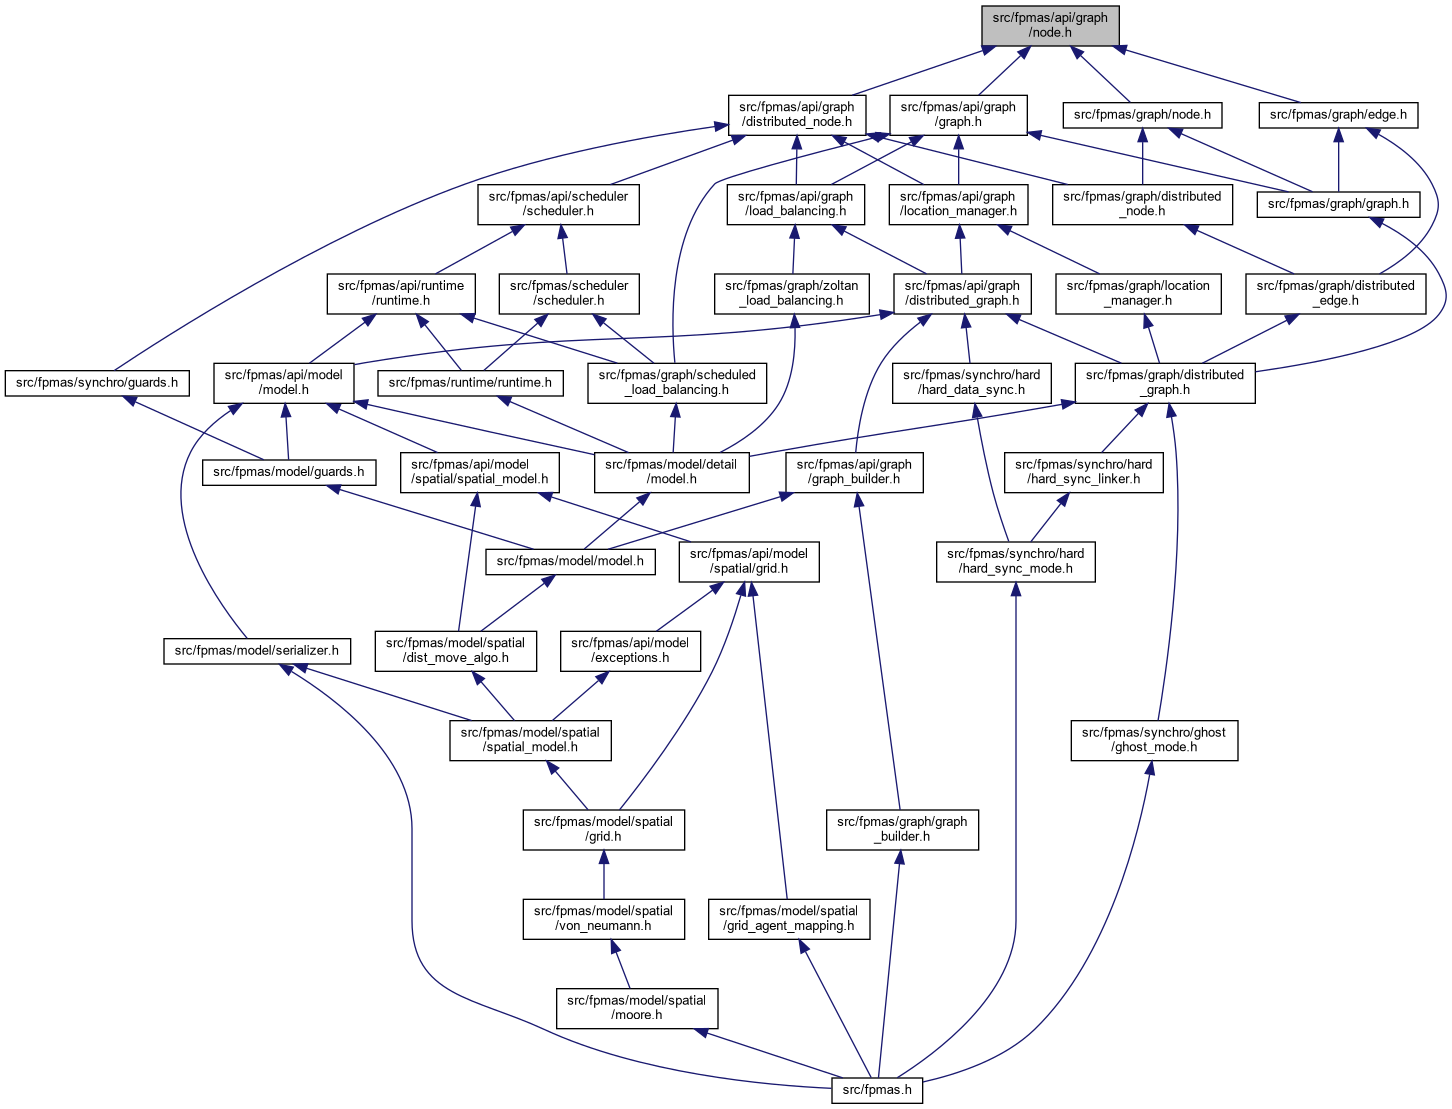 src/fpmas/api/graph
/node.h
src/fpmas/api/graph
/distributed_node.h
src/fpmas/api/graph
/graph.h
src/fpmas/graph/node.h
src/fpmas/graph/edge.h
src/fpmas/api/scheduler
/scheduler.h
src/fpmas/api/graph
/load_balancing.h
src/fpmas/api/graph
/location_manager.h
src/fpmas/graph/distributed
_node.h
src/fpmas/graph/graph.h
src/fpmas/api/runtime
/runtime.h
src/fpmas/scheduler
/scheduler.h
src/fpmas/graph/zoltan
_load_balancing.h
src/fpmas/api/graph
/distributed_graph.h
src/fpmas/graph/location
_manager.h
src/fpmas/graph/distributed
_edge.h
src/fpmas/synchro/guards.h
src/fpmas/api/model
/model.h
src/fpmas/runtime/runtime.h
src/fpmas/graph/scheduled
_load_balancing.h
src/fpmas/synchro/hard
/hard_data_sync.h
src/fpmas/graph/distributed
_graph.h
src/fpmas/model/guards.h
src/fpmas/api/model
/spatial/spatial_model.h
src/fpmas/model/detail
/model.h
src/fpmas/api/graph
/graph_builder.h
src/fpmas/synchro/hard
/hard_sync_linker.h
src/fpmas/model/model.h
src/fpmas/api/model
/spatial/grid.h
src/fpmas/synchro/hard
/hard_sync_mode.h
src/fpmas/model/serializer.h
src/fpmas/model/spatial
/dist_move_algo.h
src/fpmas/api/model
/exceptions.h
src/fpmas/model/spatial
/spatial_model.h
src/fpmas/synchro/ghost
/ghost_mode.h
src/fpmas/model/spatial
/grid.h
src/fpmas/graph/graph
_builder.h
src/fpmas/model/spatial
/von_neumann.h
src/fpmas/model/spatial
/grid_agent_mapping.h
src/fpmas/model/spatial
/moore.h
src/fpmas.h